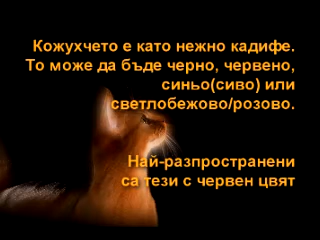 Кожухчето е като нежно кадифе.
То може да бъде черно, червено,
синьо(сиво) или
светлобежово/розово.
Най-разпространени
са тези с червен цвят